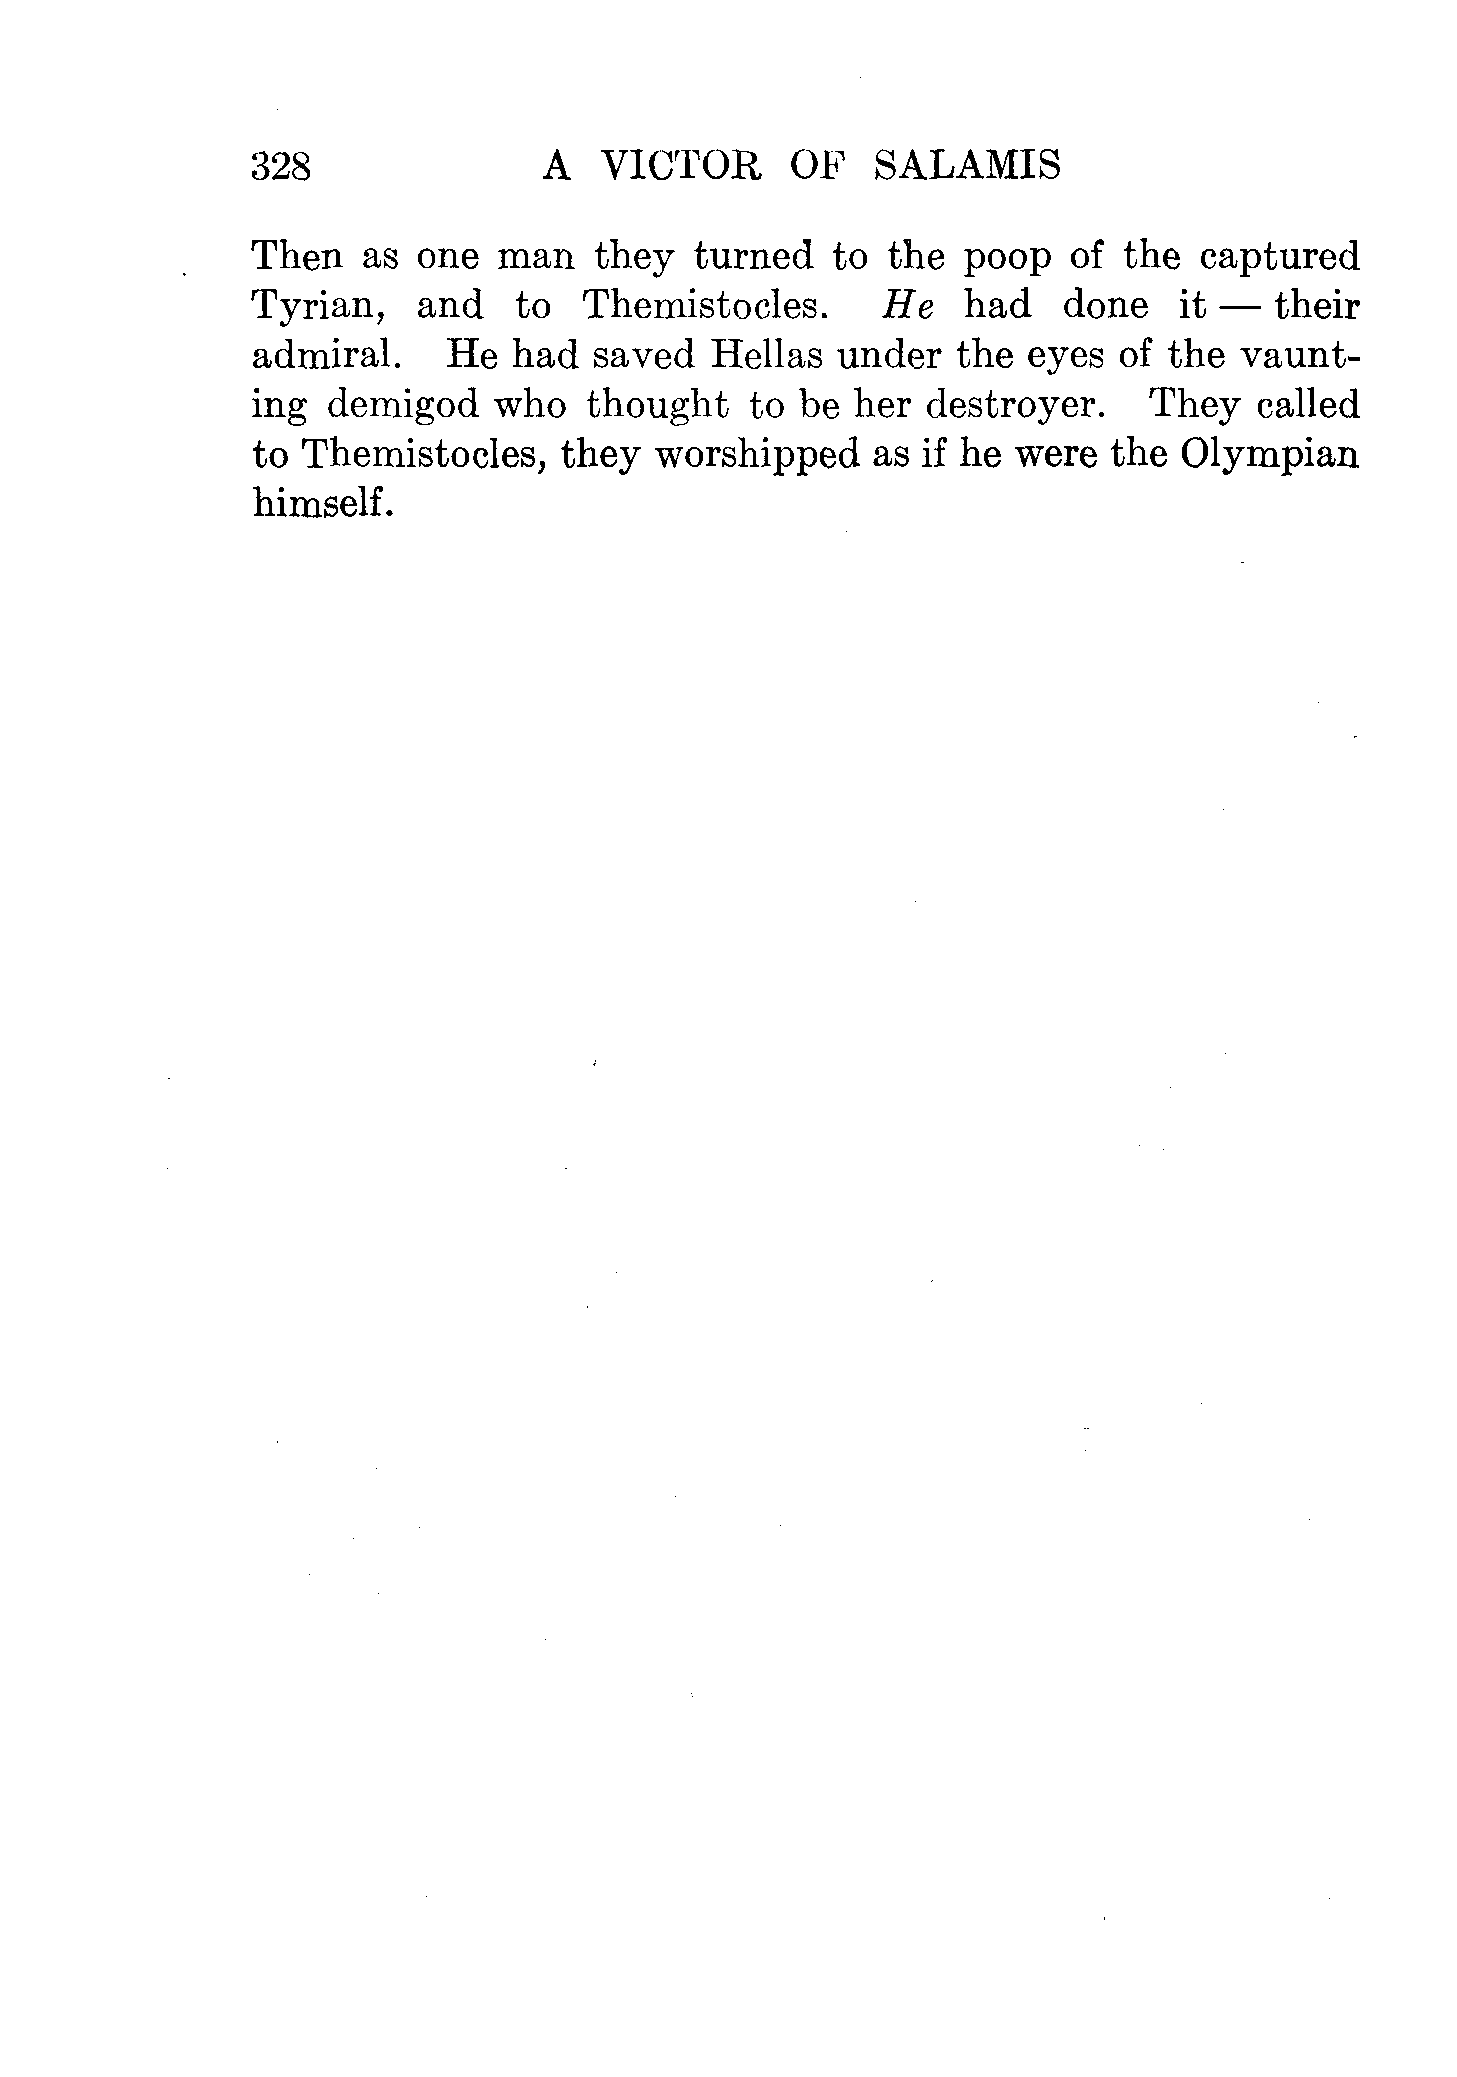 328 A VICTOR OF SALAMIS
Then as one man they turned to the poop of the captured
Tyrian, and to Themistocles. He had done it — their
admiral. He had saved Hellas under the eyes of the vaunt-
ing demigod who thought to be her destroyer. They called
to Themistocles, they worshipped as if he were the Olympian
himself.